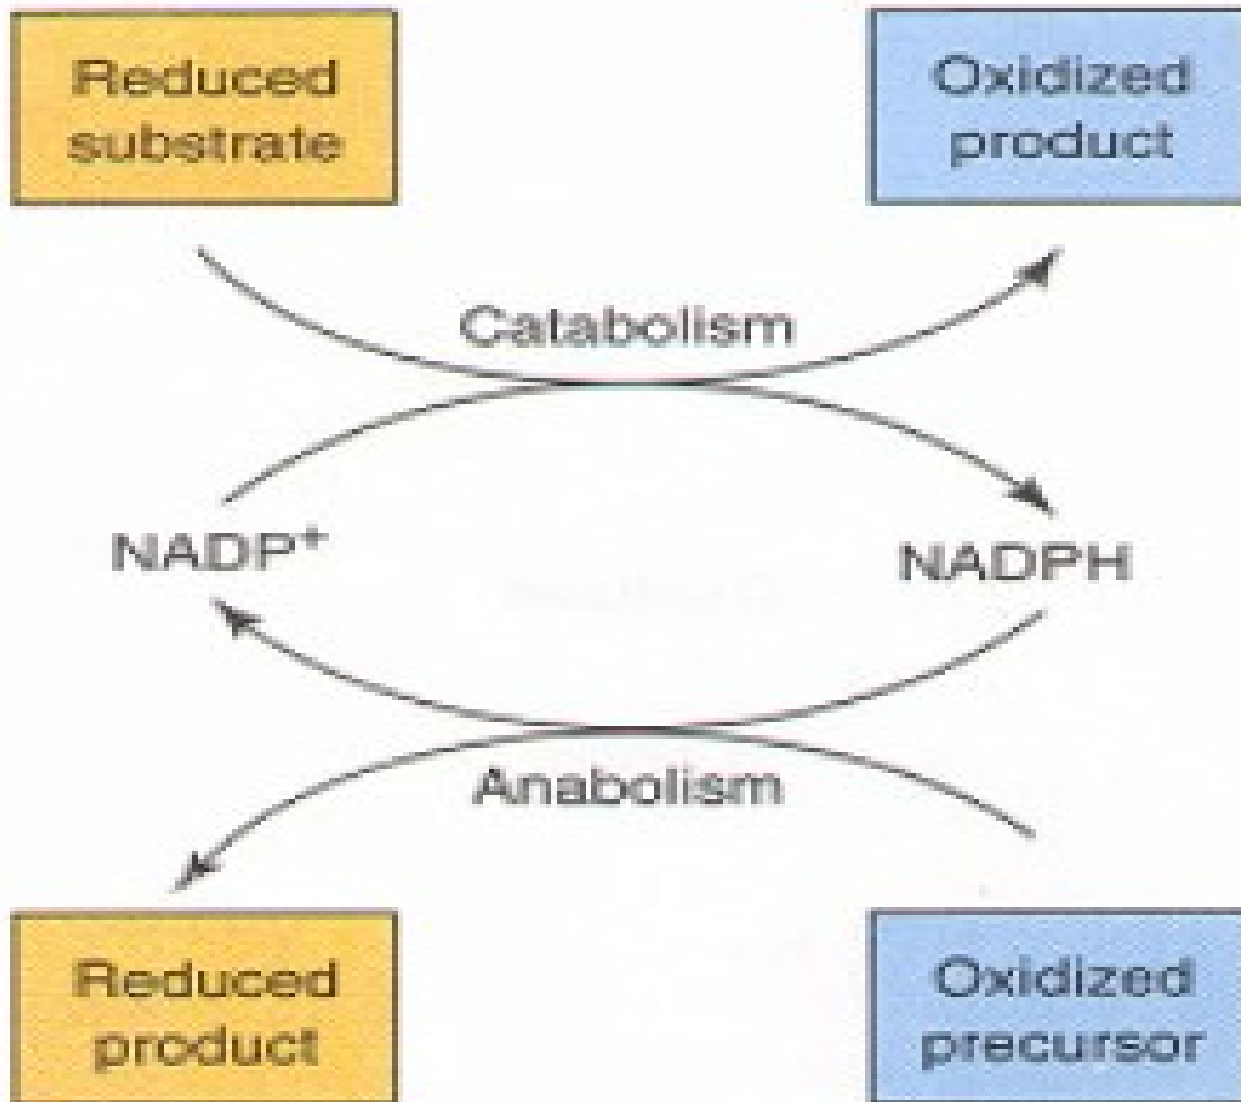 Reduced
substrate
Oxidized
product
Catabolism
NADP⁺
NADPH
Anabolism
Reduced
product
Oxidized
precursor